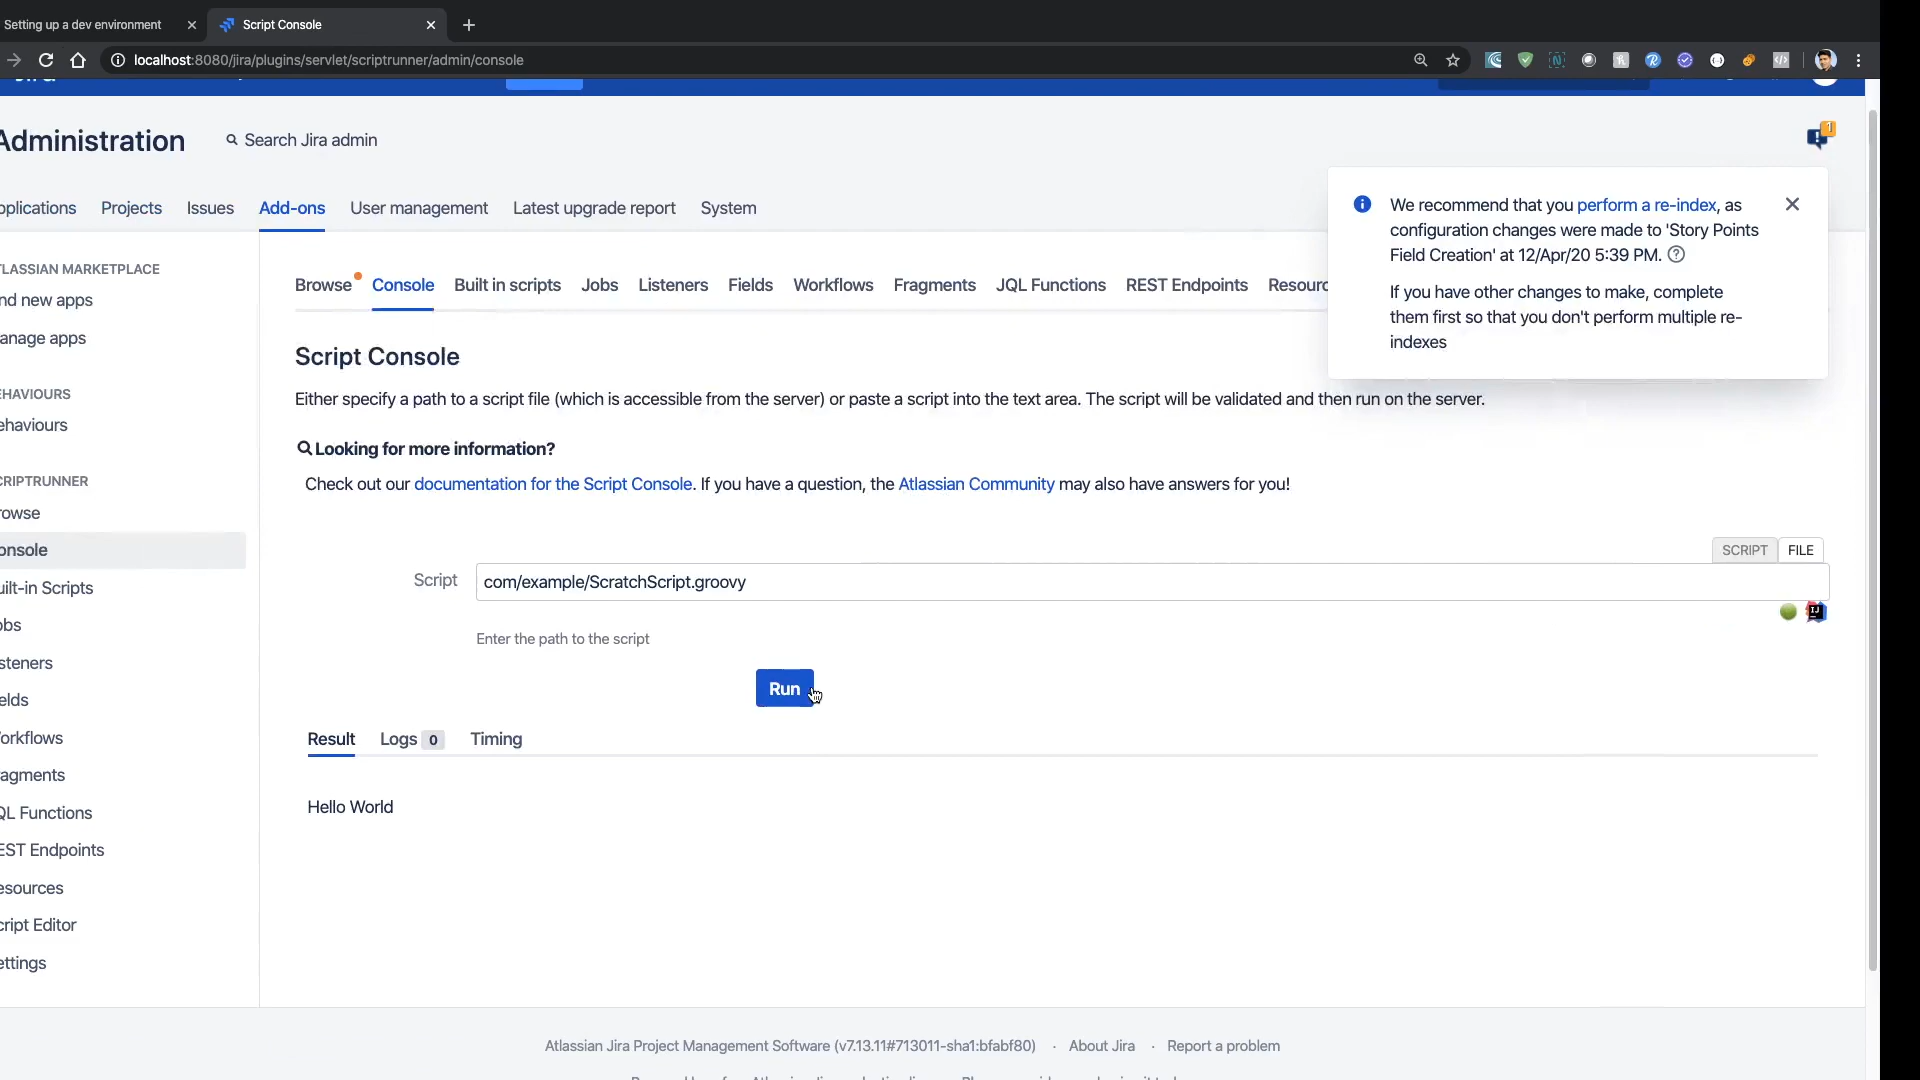 Setting up a dev environment
Script Console
localhost:8080/jira/plugins/servlet/scriptrunner/admin/console
Administration
Search Jira admin
1
pplications Projects Issues Add-ons User management Latest upgrade report System
We recommend that you perform a re-index, as
configuration changes were made to 'Story Points
Field Creation' at 12/Apr/20 5:39 PM.
If you have other changes to make, complete
them first so that you don't perform multiple re-
indexes
TLASSIAN MARKETPLACE
nd new apps
anage apps
EHAVIOURS
ehaviours
CRIPTRUNNER
rowse
onsole
uilt-in Scripts
obs
steners
elds
orkflows
agments
QL Functions
EST Endpoints
esources
cript Editor
ettings
Browse Console Built in scripts Jobs Listeners Fields Workflows Fragments JQL Functions REST Endpoints Resourc
Script Console
Either specify a path to a script file (which is accessible from the server) or paste a script into the text area. The script will be validated and then run on the server.
Looking for more information?
Check out our documentation for the Script Console. If you have a question, the Atlassian Community may also have answers for you!
SCRIPT FILE
Script com/example/ScratchScript.groovy
IJ
Enter the path to the script
Run
Result Logs 0 Timing
Hello World
Atlassian Jira Project Management Software (v7.13.11#713011-sha1:bfabf80) · About Jira · Report a problem